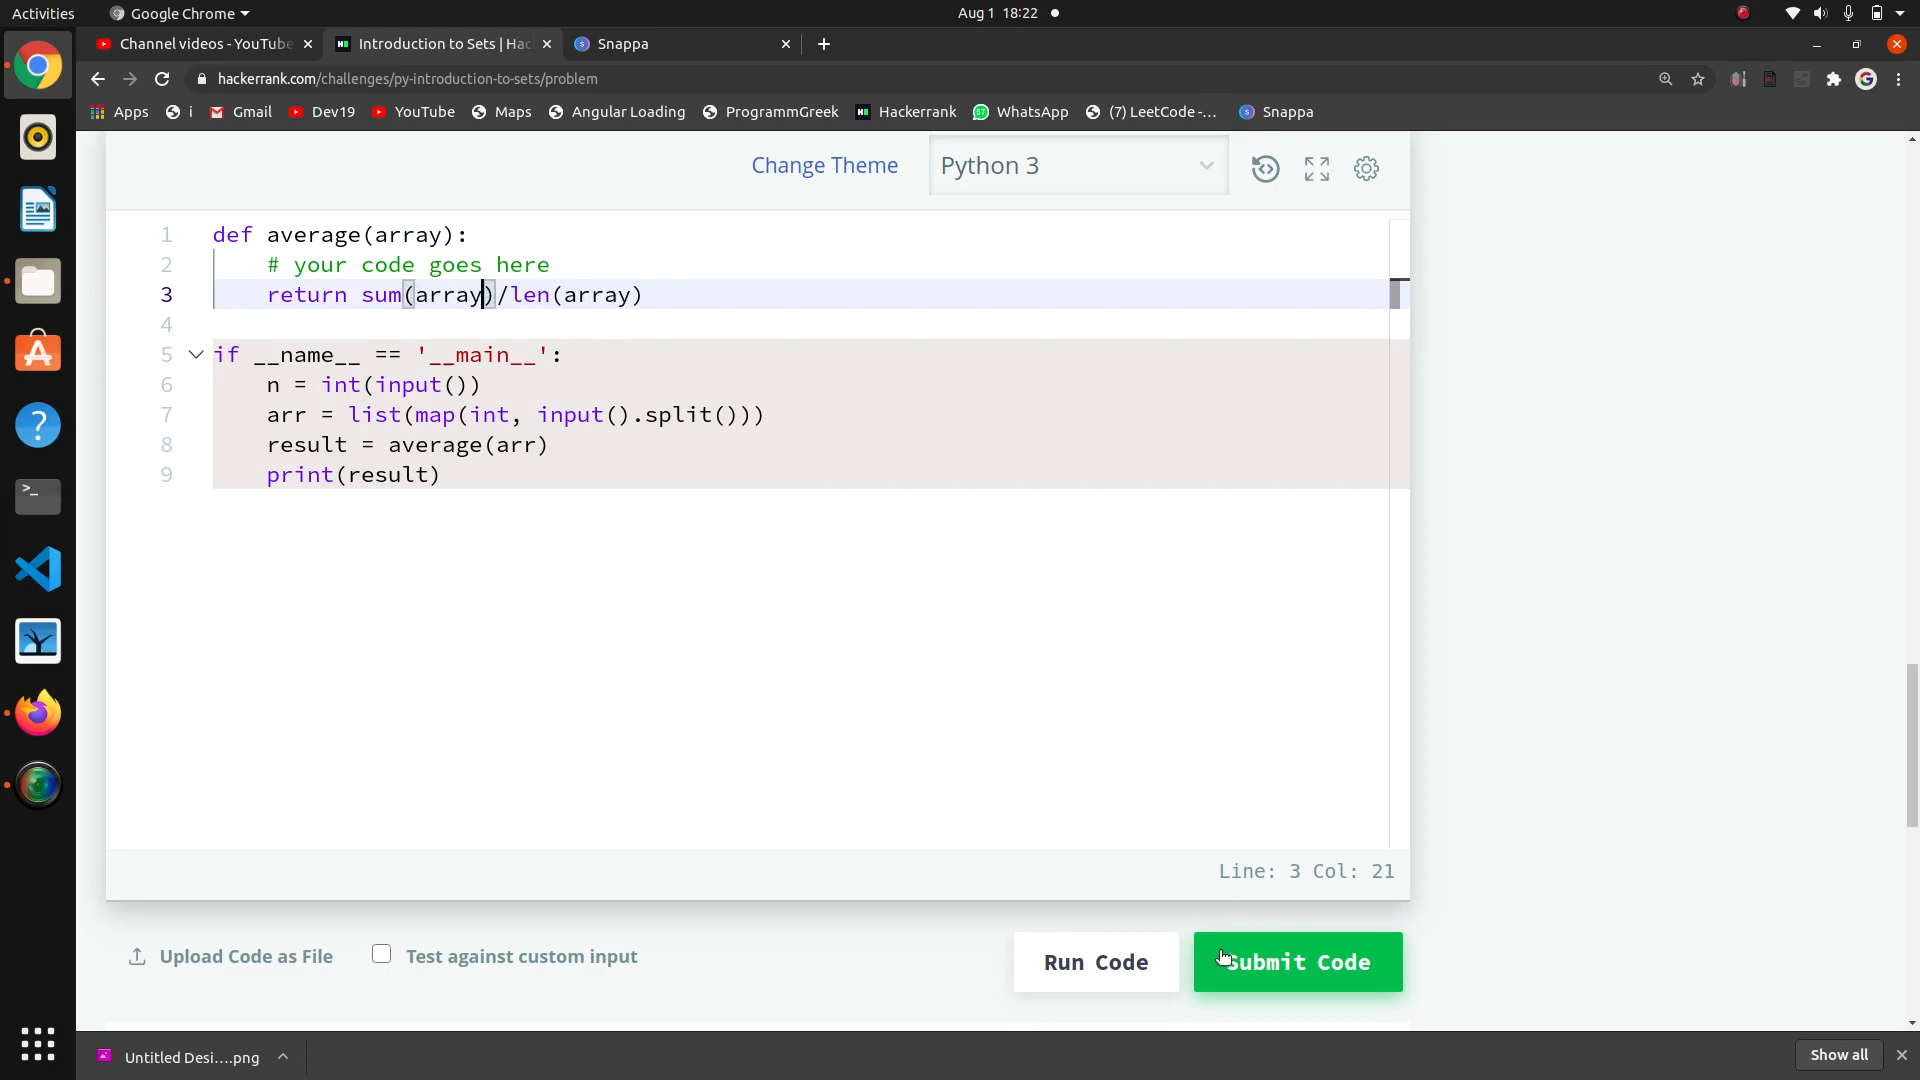 Activities Google Chrome Aug 1 18:22
Channel videos - YouTube Introduction to Sets | Hac Snappa
hackerrank.com/challenges/py-introduction-to-sets/problem
Apps i Gmail Dev19 YouTube Maps Angular Loading ProgrammGreek Hackerrank WhatsApp (7) LeetCode -... Snappa
Change Theme Python 3
1 def average(array):
2 # your code goes here
3 return sum(array)/len(array)
4
5 if __name__ == '__main__':
6 n = int(input())
7 arr = list(map(int, input().split()))
8 result = average(arr)
9 print(result)
Line: 3 Col: 21
Upload Code as File Test against custom input Run Code Submit Code
Untitled Desi....png Show all